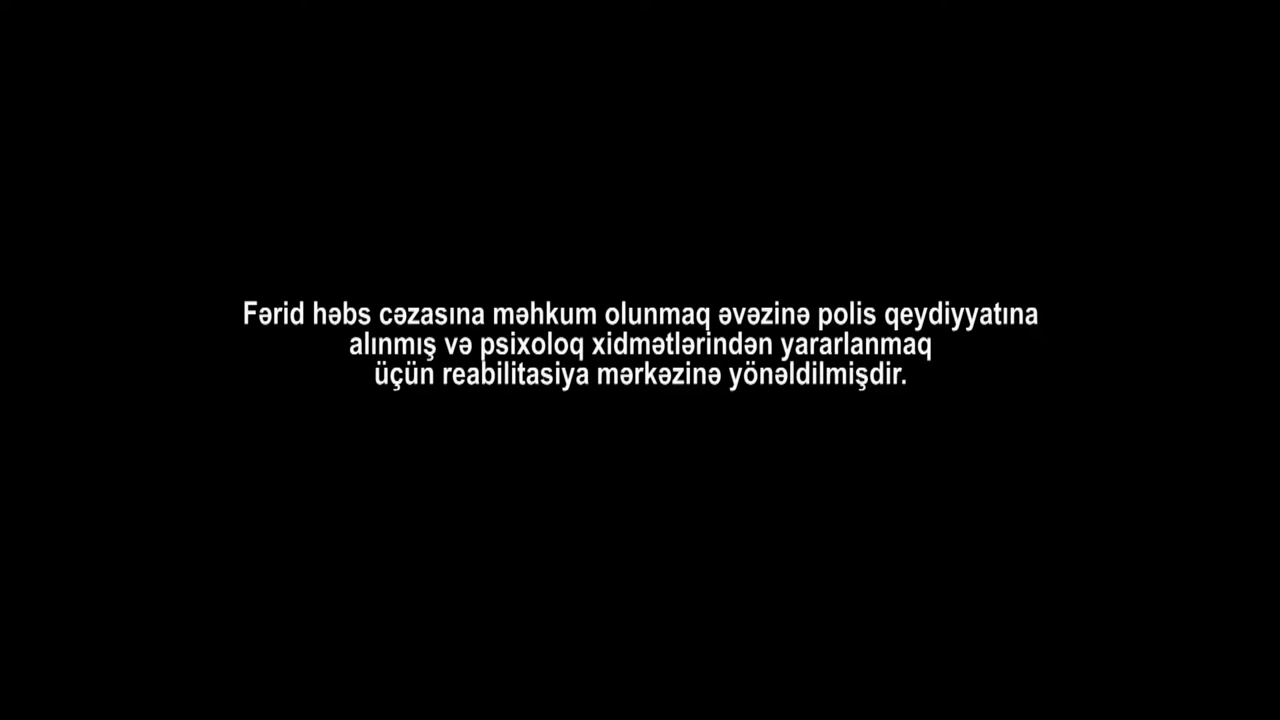 Fərid həbs cəzasına məhkum olunmaq əvəzinə polis qeydiyyatına
alınmış və psixoloq xidmətlərindən yararlanmaq
üçün reabilitasiya mərkəzinə yönəldilmişdir.